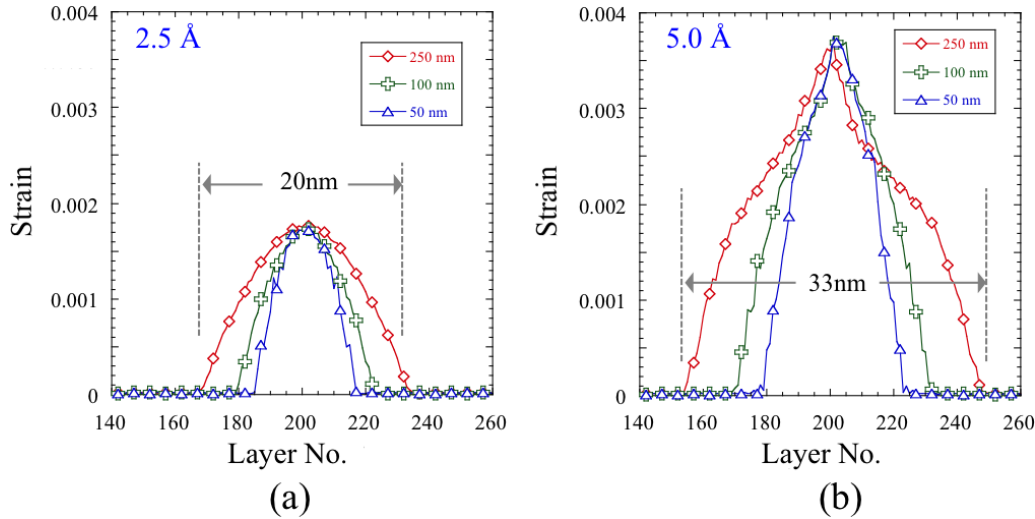 2.5 Å
250 nm
100 nm
50 nm
20nm
0.004
0.003
0.002
0.001
0
Strain
140 160 180 200 220 240 260
Layer No.
(a)
5.0 Å
250 nm
100 nm
50 nm
33nm
0.004
0.003
0.002
0.001
0
Strain
140 160 180 200 220 240 260
Layer No.
(b)